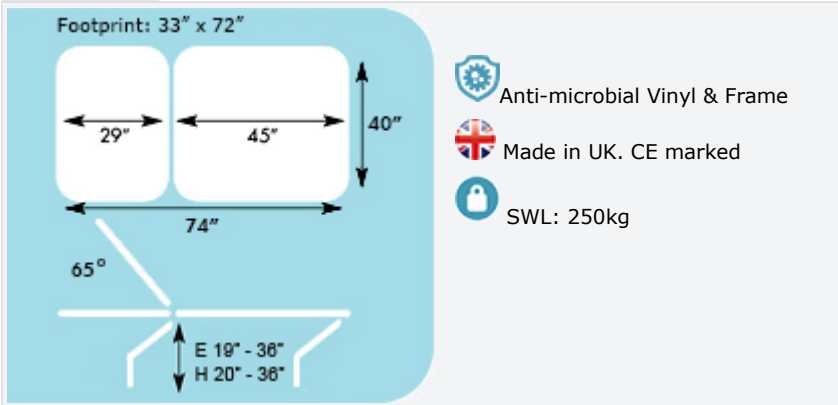 Footprint: 33" x 72"
29"
45"
40"
74"
65°
E 19" - 36"
H 20" - 36"
Anti-microbial Vinyl & Frame
Made in UK. CE marked
SWL: 250kg